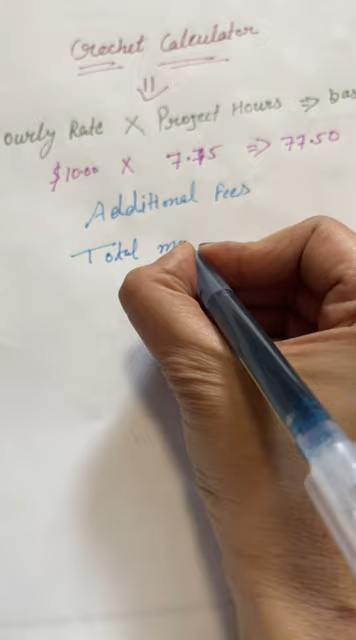 Crochet Calculator
ourly Rate X Project Hours => bas
$10.00 X 7.75 => 77.50
Additional Fees
Total